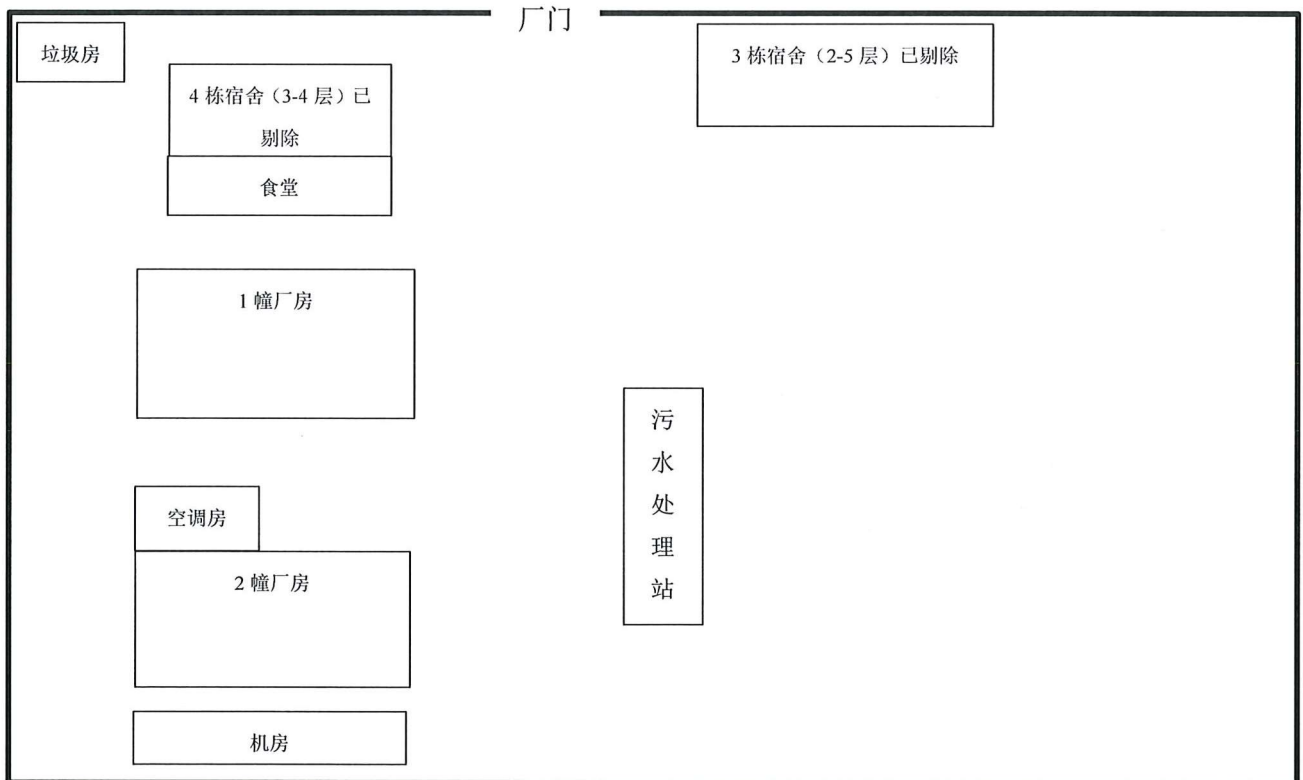 厂门
垃圾房
3 栋宿舍（2-5 层）已剔除
4 栋宿舍（3-4 层）已
剔除
食堂
1 幢厂房
污
水
处
理
站
空调房
2 幢厂房
机房